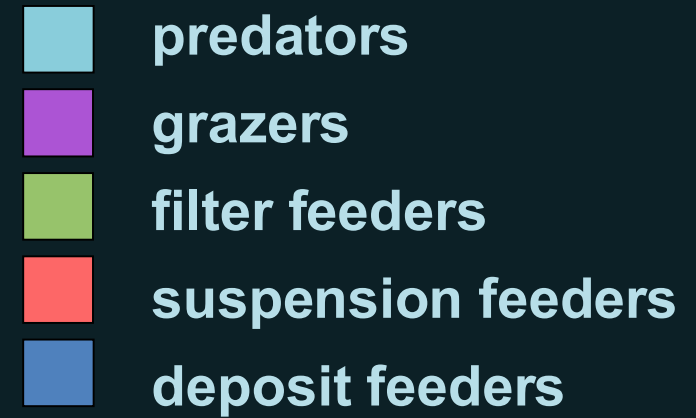 predators
grazers
filter feeders
suspension feeders
deposit feeders